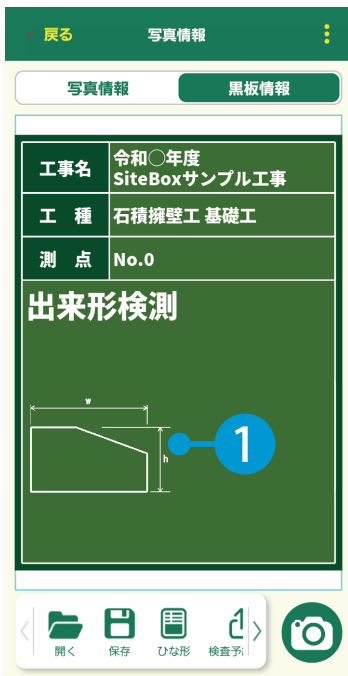 戻る
写真情報
写真情報
黒板情報
工事名
令和○年度
SiteBoxサンプル工事
工 種
石積擁壁工 基礎工
測 点
No.0
出来形検測
w
h
1
開く
保存
ひな形
検査予